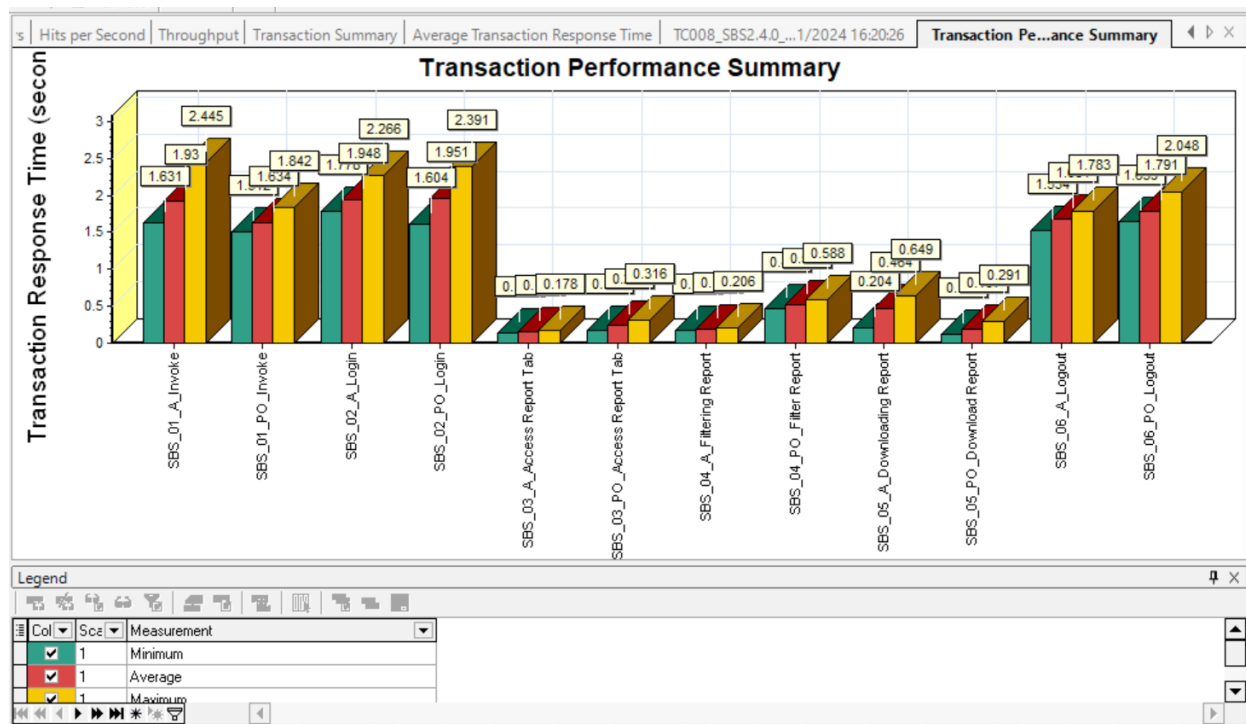 Hits per Second
Throughput
Transaction Summary
Average Transaction Response Time
TC008_SBS2.4.0_...1/2024 16:20:26
Transaction Pe...ance Summary
Transaction Performance Summary
Transaction Response Time (secon
3
2.5
2
1.5
1
0.5
0
1.631
1.93
2.445
1.634
1.842
1.948
2.266
1.604
1.951
2.391
0.178
0.316
0.206
0.588
0.204
0.649
0.291
1.783
1.791
2.048
SBS_01_A_Invoke
SBS_01_PO_Invoke
SBS_02_A_Login
SBS_02_PO_Login
SBS_03_A_Access Report Tab
SBS_03_PO_Access Report Tab
SBS_04_A_Filtering Report
SBS_04_PO_Filter Report
SBS_05_A_Downloading Report
SBS_05_PO_Download Report
SBS_06_A_Logout
SBS_06_PO_Logout
Legend
Col Sca Measurement
1 Minimum
1 Average
1 Maximum